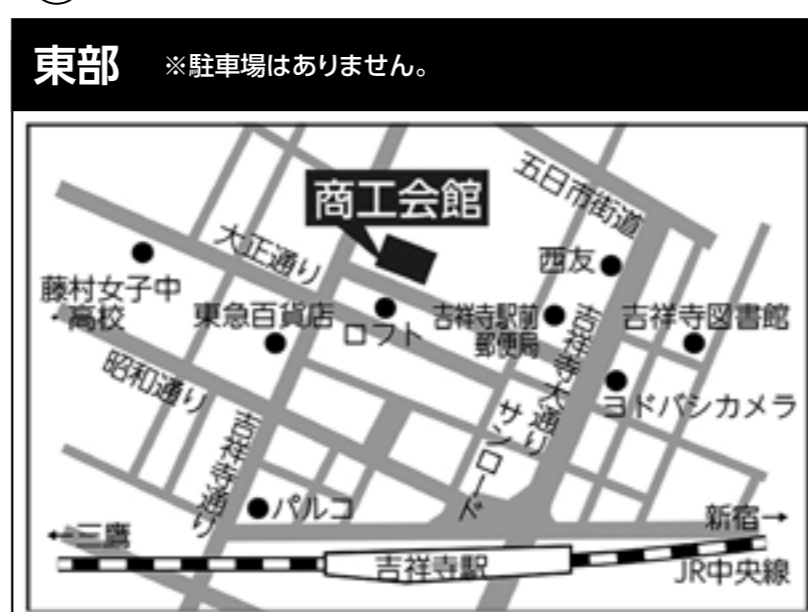 東部 ※駐車場はありません。
五日市街道
商工会館
大正通り
西友
藤村女子中
・高校
東急百貨店
ロフト
吉祥寺駅前
郵便局
吉祥寺図書館
昭和通り
吉祥寺大通り
ヨドバシカメラ
サンロード
吉祥寺通り
パルコ
新宿→
←三鷹
吉祥寺駅
JR中央線